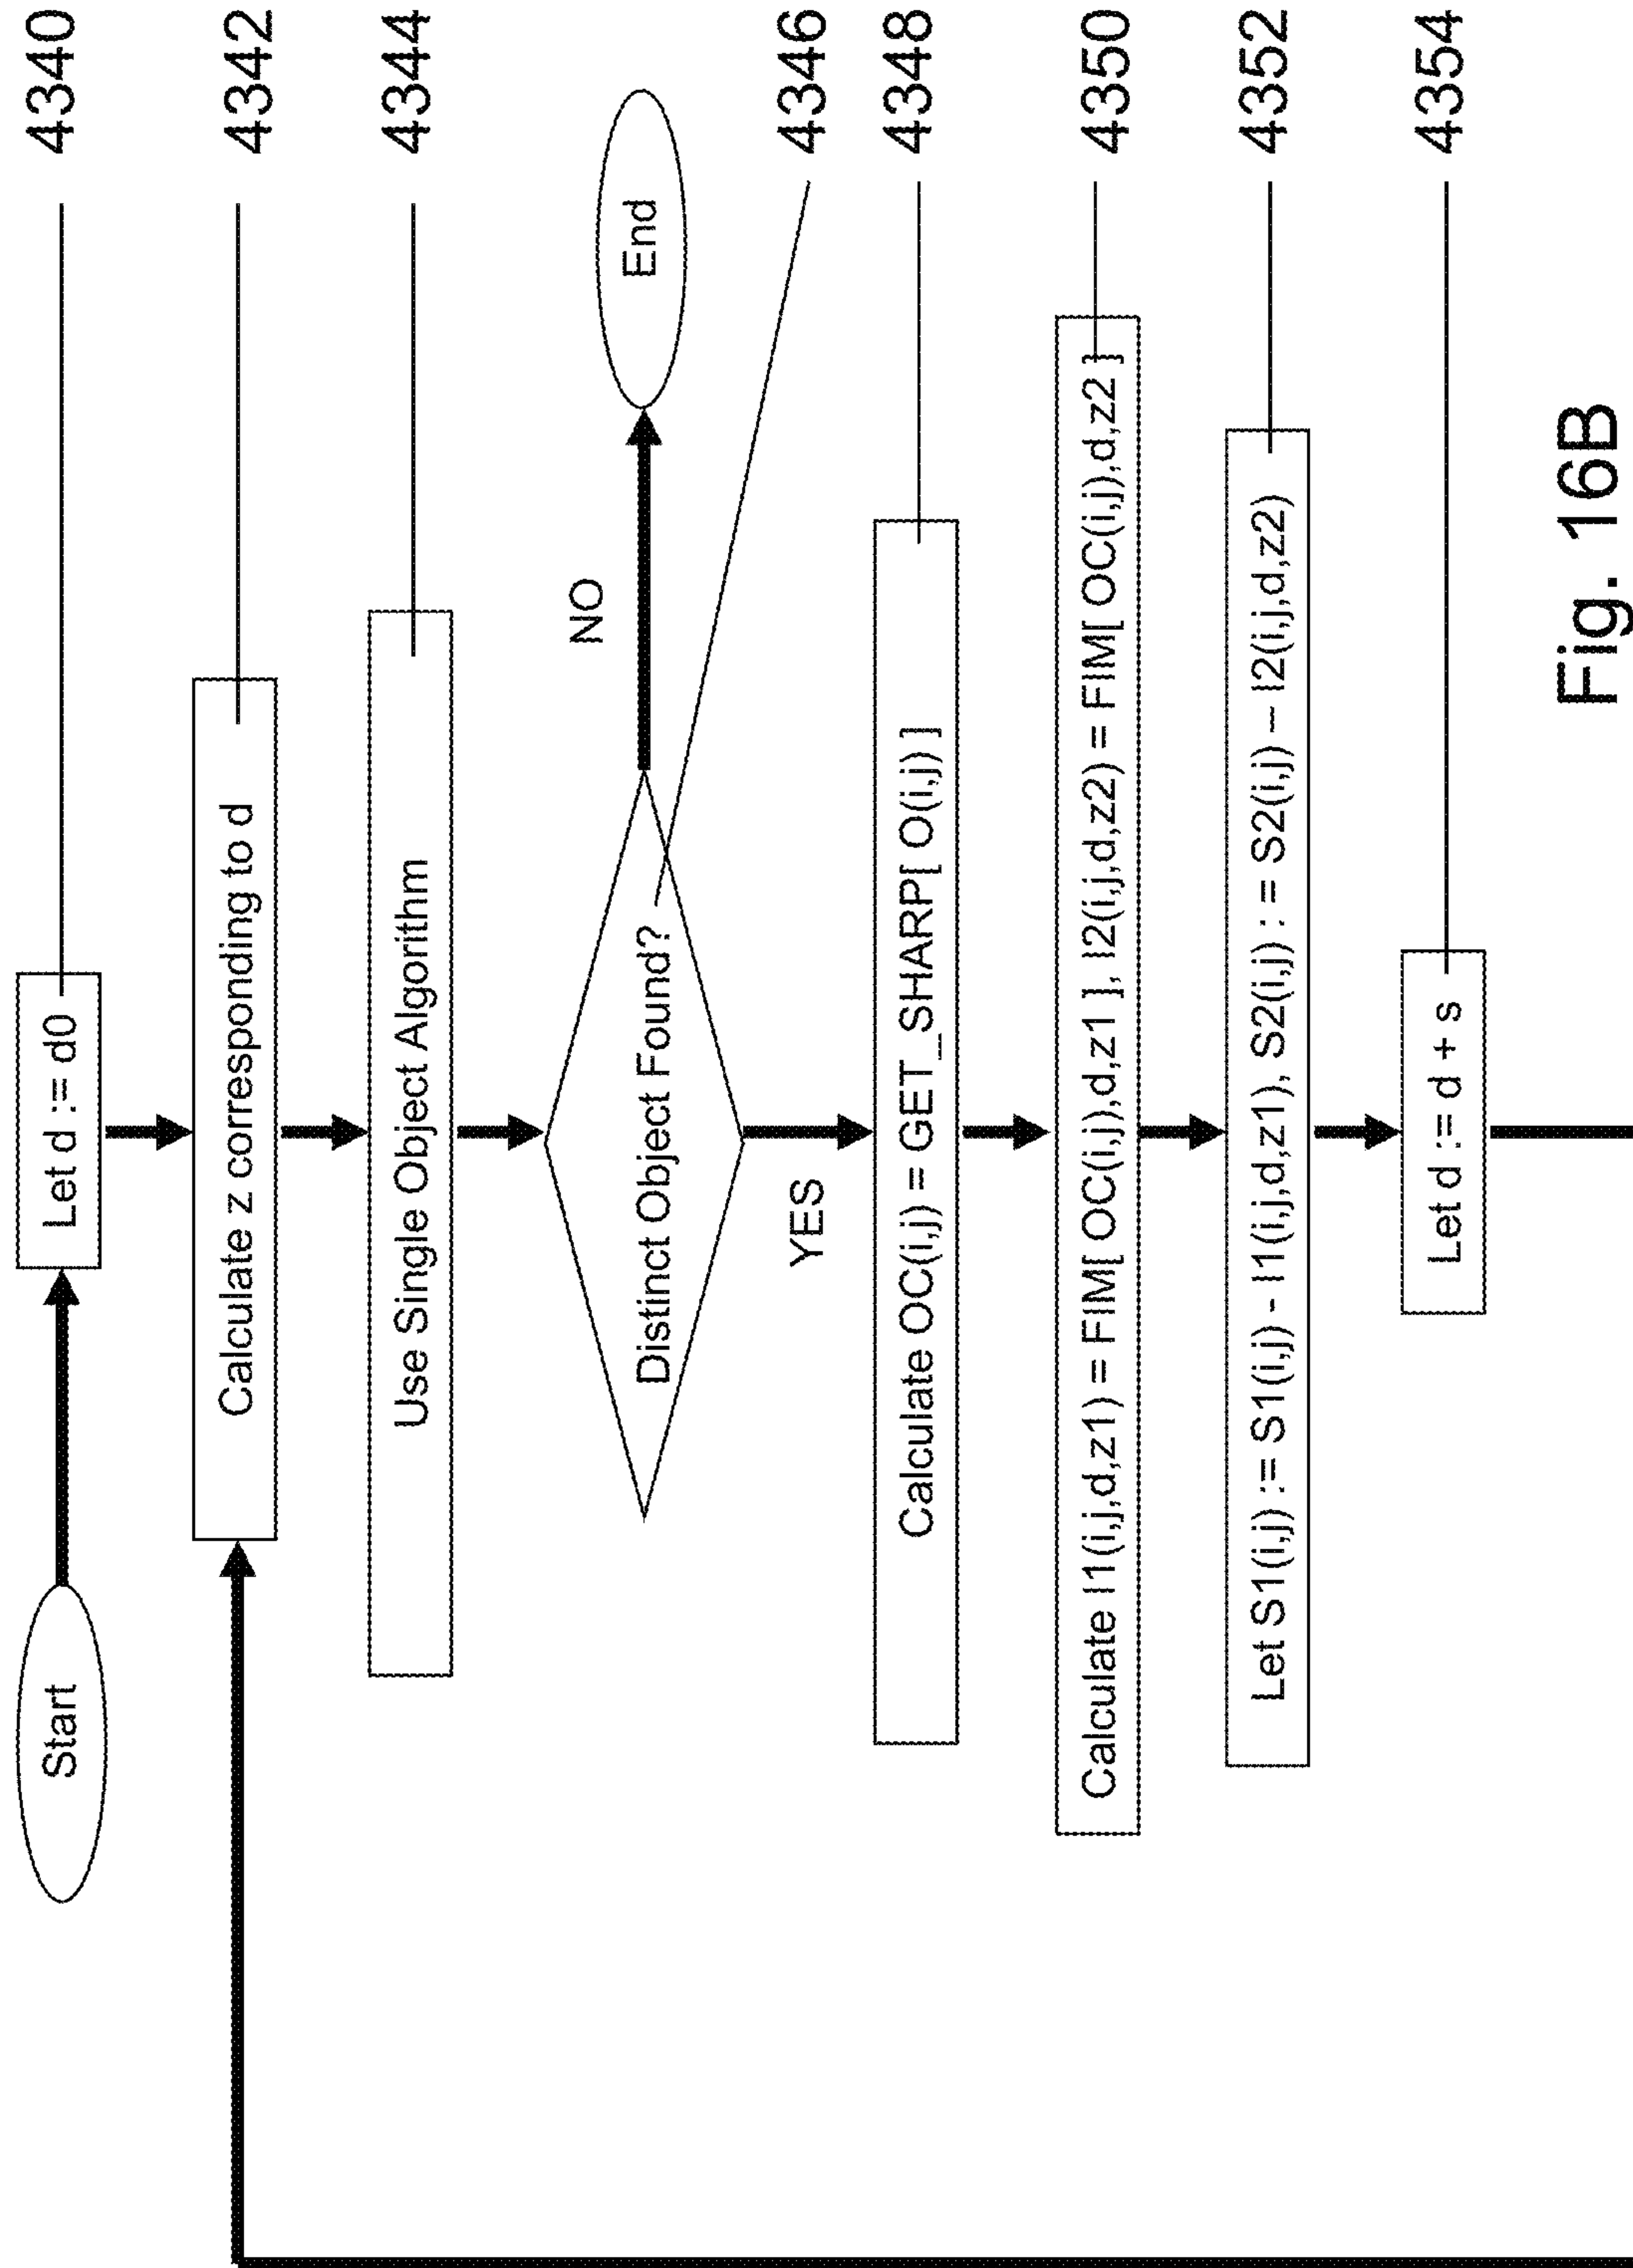 Start
Let d := d0
4340
Calculate z corresponding to d
4342
Use Single Object Algorithm
4344
Distinct Object Found?
NO
End
4346
YES
Calculate OC(i,j) = GET_SHARP[ O(i,j) ]
4348
Calculate I1(i,j,d,z1) = FIM[ OC(i,j),d,z1 ], I2(i,j,d,z2) = FIM[ OC(i,j),d,z2 ]
4350
Let S1(i,j) := S1(i,j) - I1(i,j,d,z1), S2(i,j) : = S2(i,j) – I2(i,j,d,z2)
4352
Let d := d + s
4354
Fig. 16B